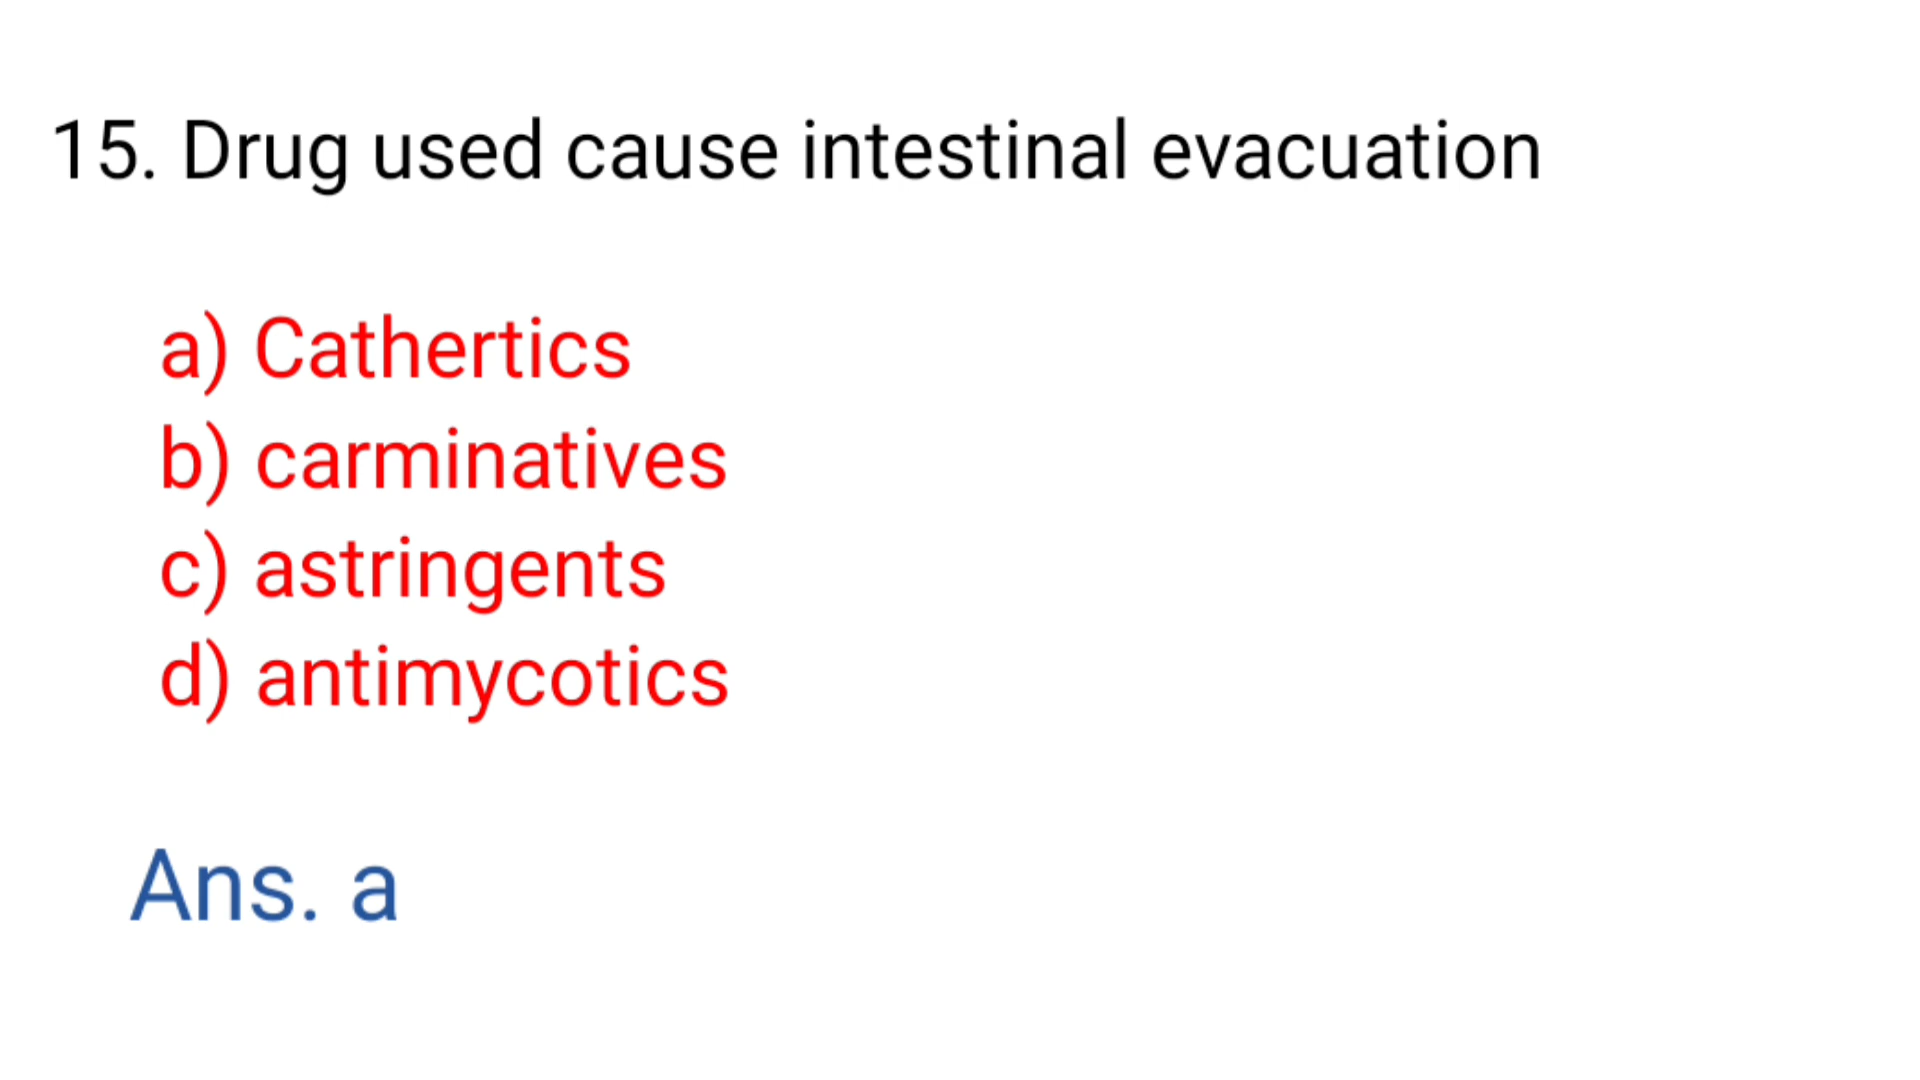 15. Drug used cause intestinal evacuation
a) Cathertics
b) carminatives
c) astringents
d) antimycotics
Ans. a